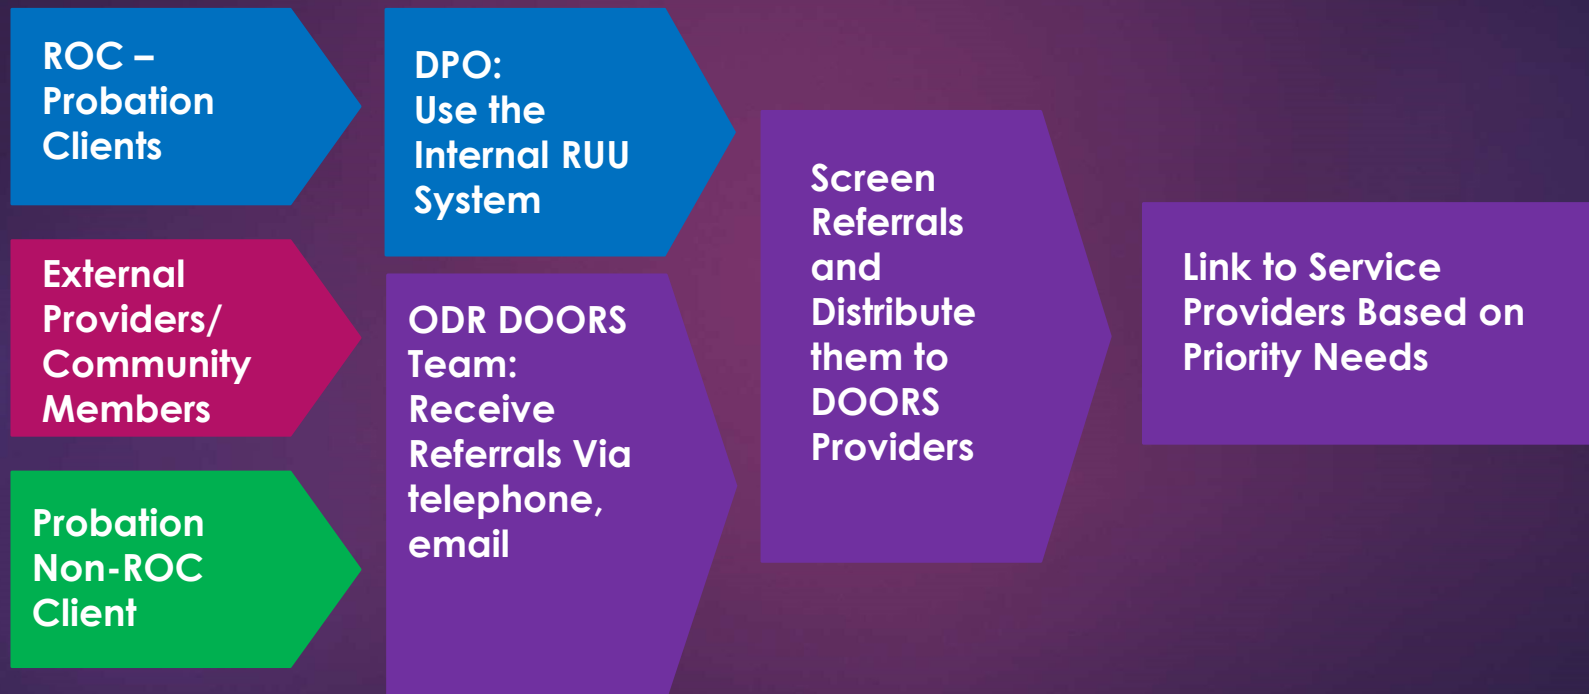 ROC –
Probation
Clients
External
Providers/
Community
Members
Probation
Non-ROC
Client
DPO:
Use the
Internal RUU
System
ODR DOORS
Team:
Receive
Referrals Via
telephone,
email
Screen
Referrals
and
Distribute
them to
DOORS
Providers
Link to Service
Providers Based on
Priority Needs